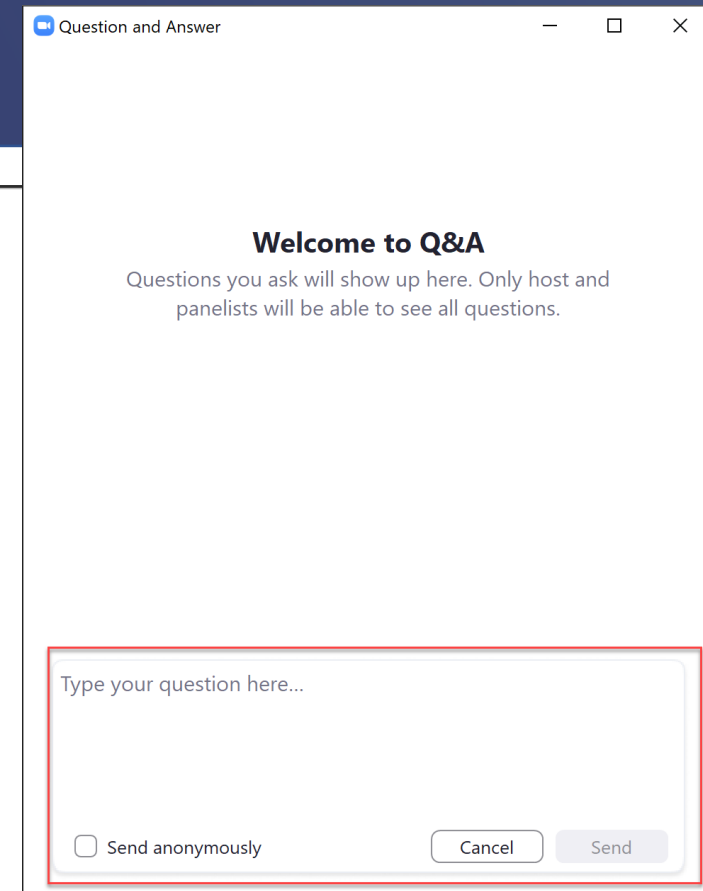 Question and Answer
Welcome to Q&A
Questions you ask will show up here. Only host and
panelists will be able to see all questions.
Type your question here...
Send anonymously
Cancel
Send